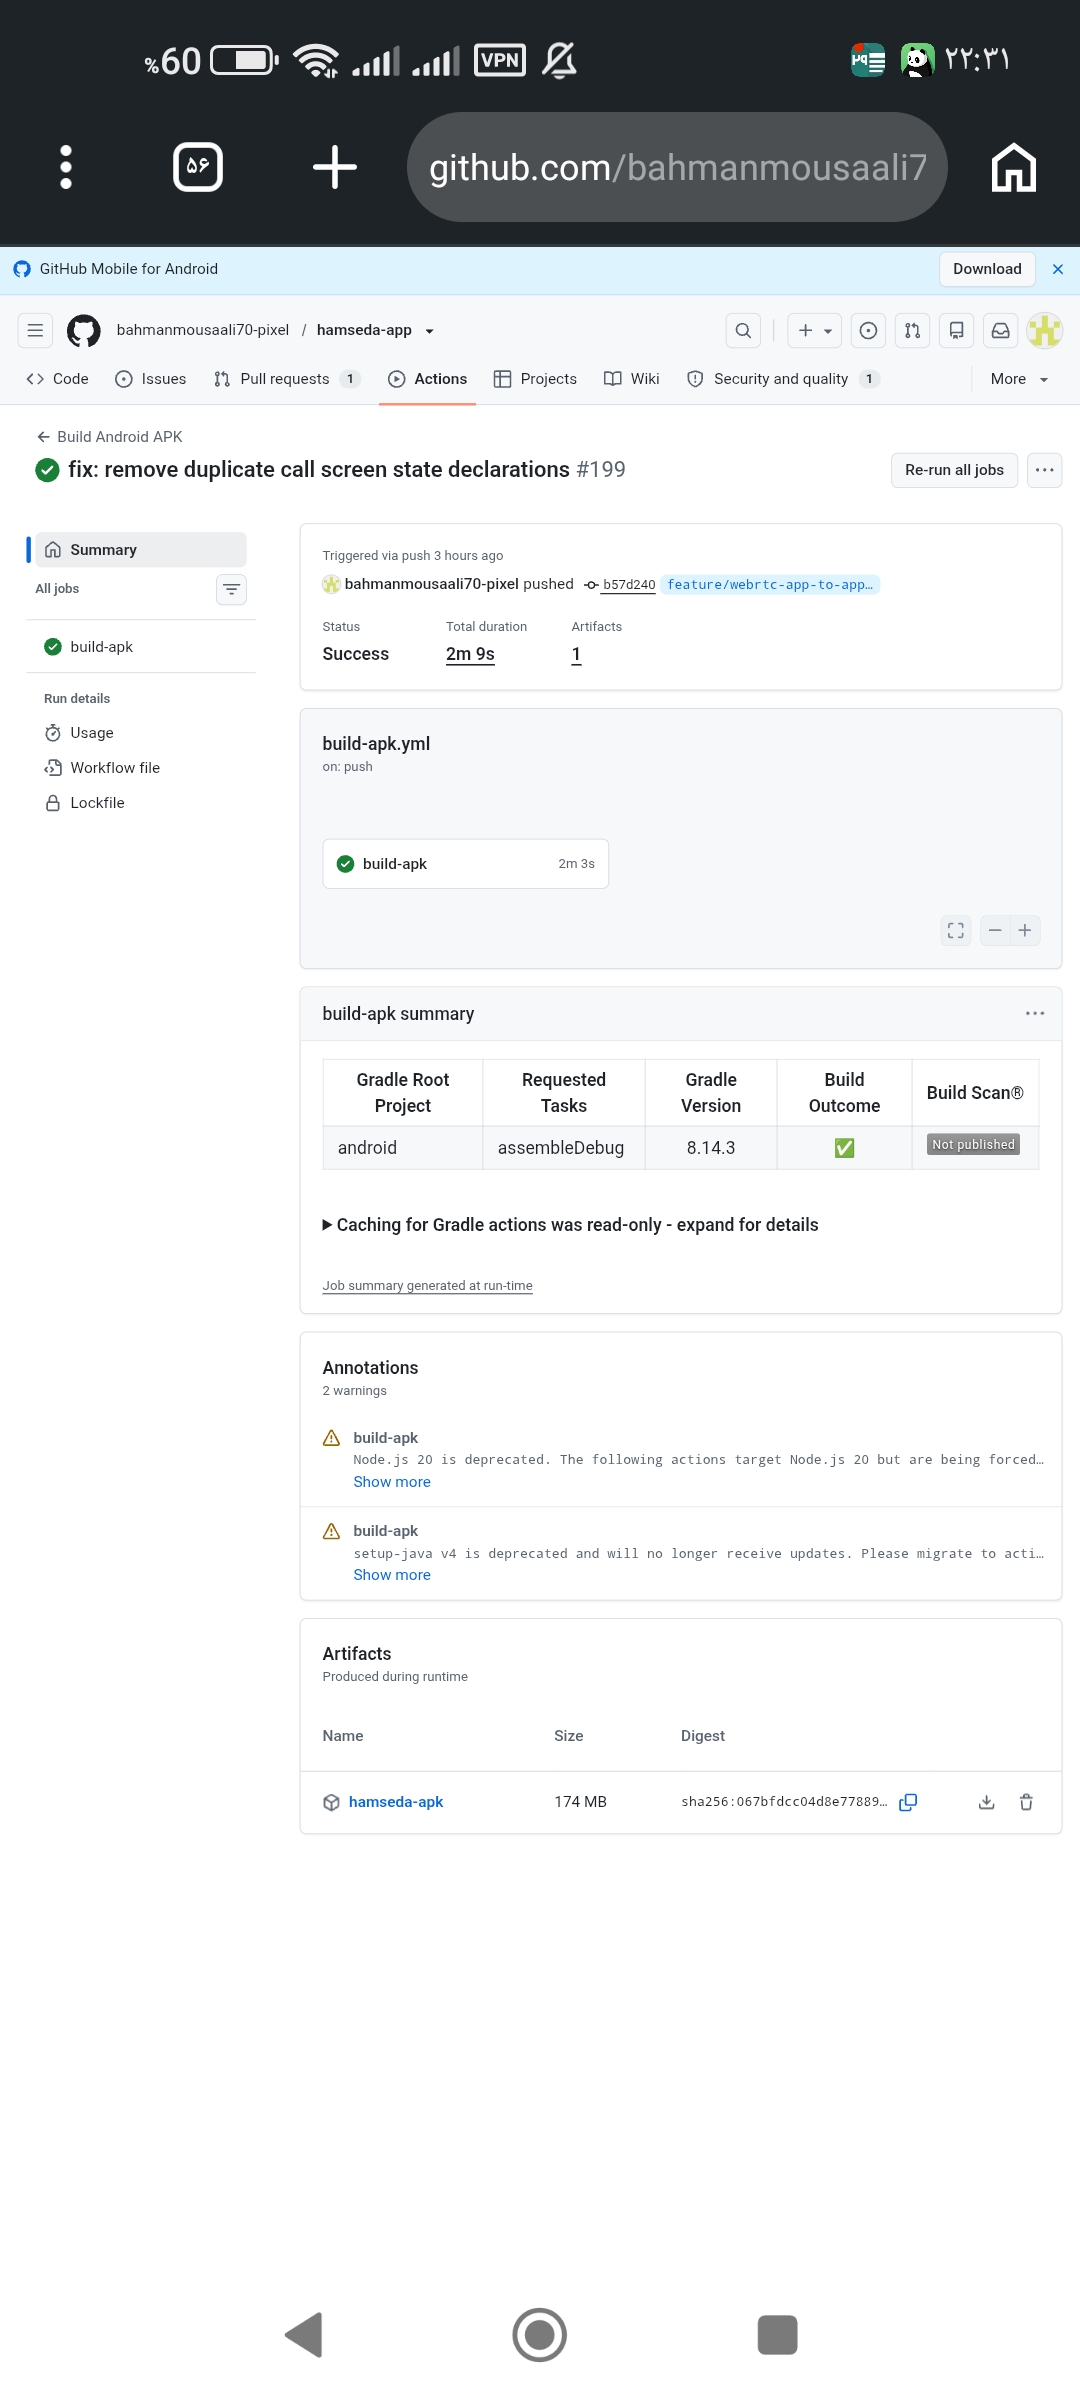 %60 VPN ۲۲:۳۱
۵۶ github.com/bahmanmousaali7
GitHub Mobile for Android Download
bahmanmousaali70-pixel / hamseda-app
Code Issues Pull requests 1 Actions Projects Wiki Security and quality 1 More
Build Android APK
fix: remove duplicate call screen state declarations #199 Re-run all jobs
Summary
All jobs
build-apk
Run details
Usage
Workflow file
Lockfile
Triggered via push 3 hours ago
bahmanmousaali70-pixel pushed b57d240 feature/webrtc-app-to-app…
Status Total duration Artifacts
Success 2m 9s 1
build-apk.yml
on: push
build-apk 2m 3s
build-apk summary
Gradle Root Project Requested Tasks Gradle Version Build Outcome Build Scan®
android assembleDebug 8.14.3 ✅ Not published
Caching for Gradle actions was read-only - expand for details
Job summary generated at run-time
Annotations
2 warnings
build-apk
Node.js 20 is deprecated. The following actions target Node.js 20 but are being forced…
Show more
build-apk
setup-java v4 is deprecated and will no longer receive updates. Please migrate to acti…
Show more
Artifacts
Produced during runtime
Name Size Digest
hamseda-apk 174 MB sha256:067bfdcc04d8e77889…